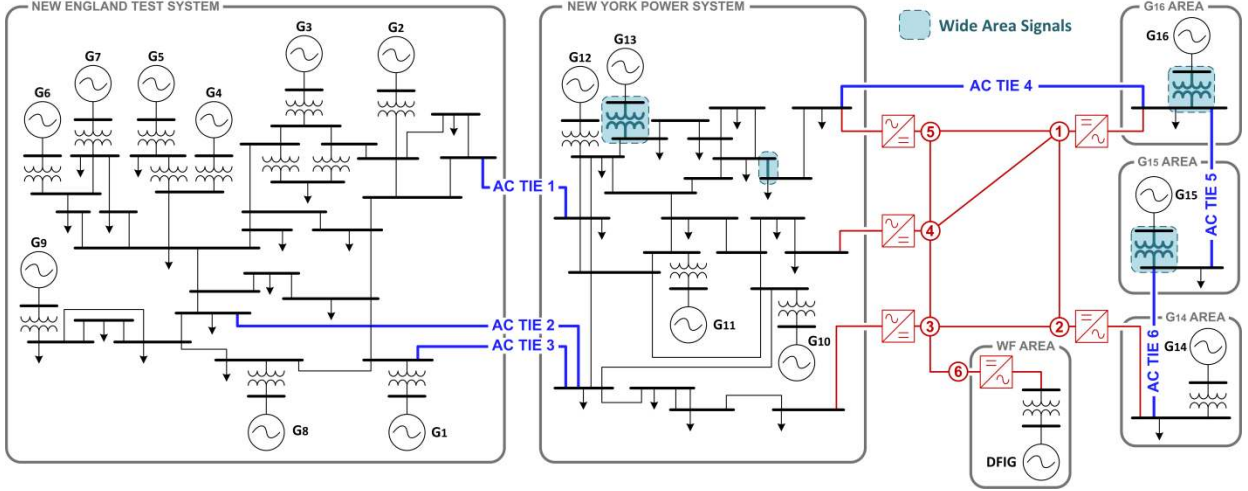 NEW ENGLAND TEST SYSTEM
NEW YORK POWER SYSTEM
G16 AREA
Wide Area Signals
G16
G3
G2
G13
G7
G5
G12
G6
G4
AC TIE 4
5
1
G15 AREA
G15
AC TIE 5
AC TIE 1
4
G9
AC TIE 2
AC TIE 3
G11
G10
3
2
G14 AREA
G14
AC TIE 6
WF AREA
6
G8
G1
DFIG